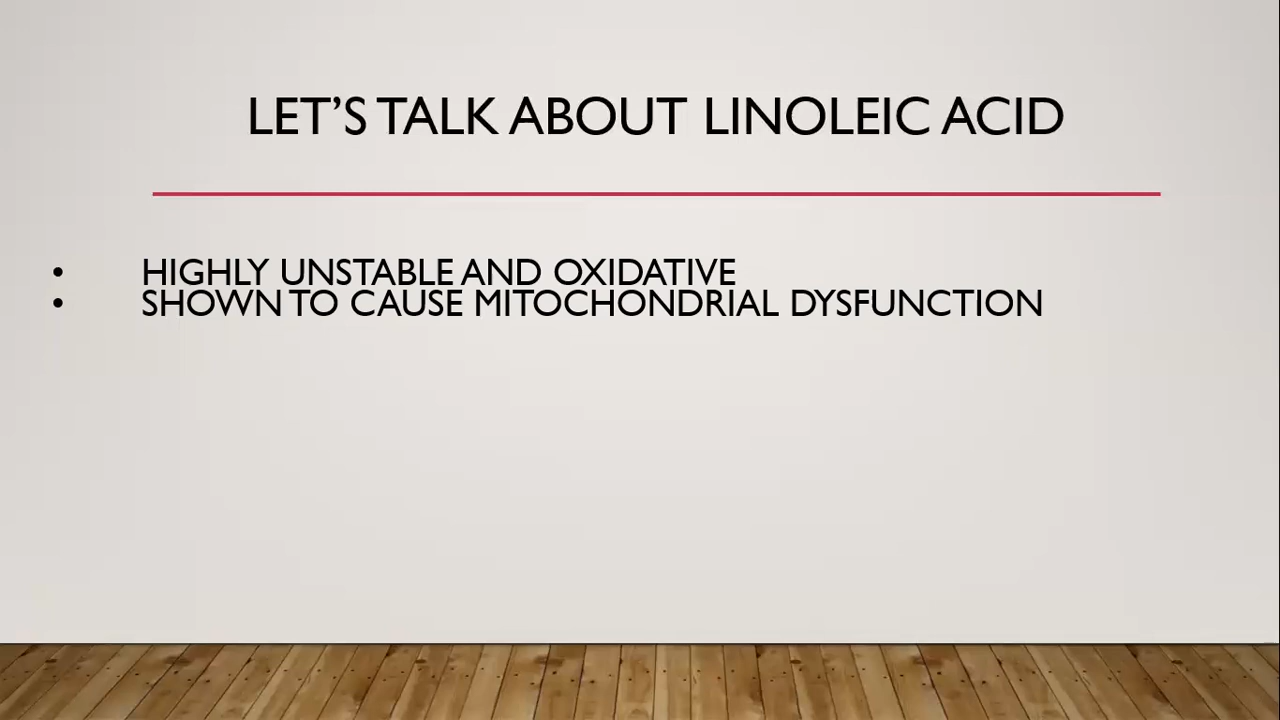 LET’S TALK ABOUT LINOLEIC ACID
• HIGHLY UNSTABLE AND OXIDATIVE
• SHOWN TO CAUSE MITOCHONDRIAL DYSFUNCTION